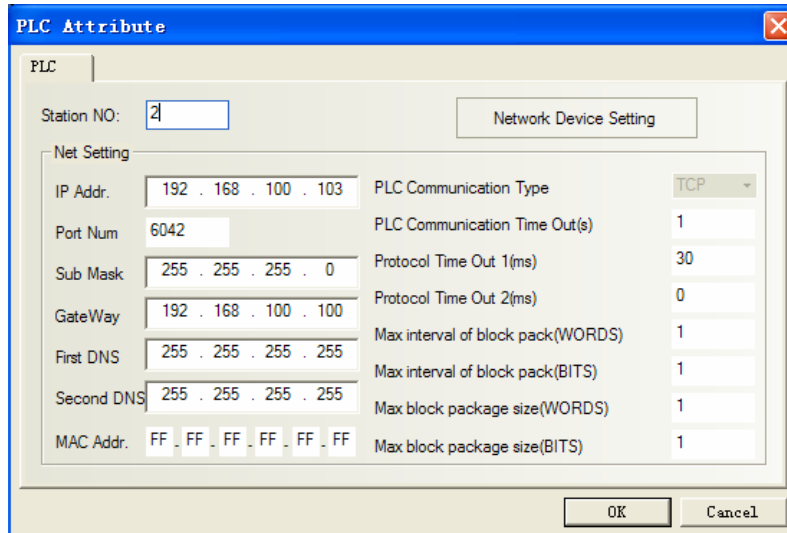 PLC Attribute
PLC
Station NO: 2
Network Device Setting
Net Setting
IP Addr. 192 . 168 . 100 . 103
Port Num 6042
Sub Mask 255 . 255 . 255 . 0
GateWay 192 . 168 . 100 . 100
First DNS 255 . 255 . 255 . 255
Second DNS 255 . 255 . 255 . 255
MAC Addr. FF - FF - FF - FF - FF - FF
PLC Communication Type TCP
PLC Communication Time Out(s) 1
Protocol Time Out 1(ms) 30
Protocol Time Out 2(ms) 0
Max interval of block pack(WORDS) 1
Max interval of block pack(BITS) 1
Max block package size(WORDS) 1
Max block package size(BITS) 1
OK
Cancel